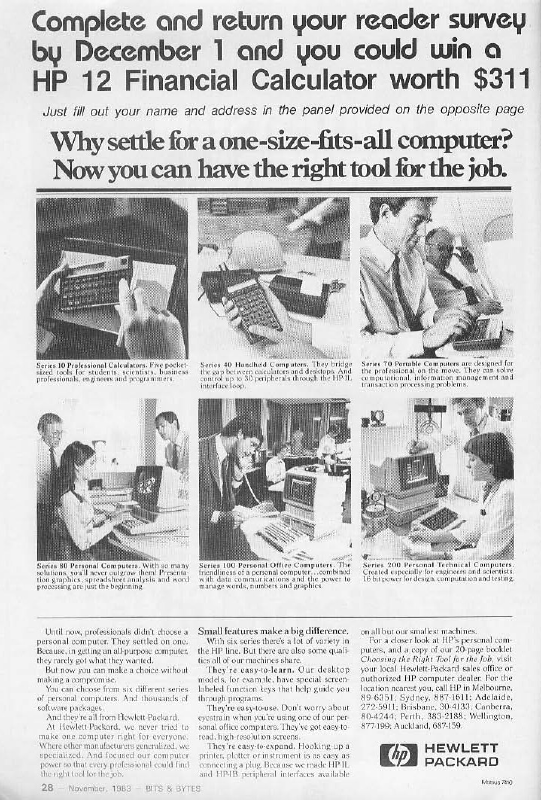 Complete and return your reader survey
by December 1 and you could win a
HP 12 Financial Calculator worth $311
Just fill out your name and address in the panel provided on the opposite page
Why settle for a one-size-fits-all computer?
Now you can have the right tool for the job.
Series 10 Professional Calculators. Five pocket-
sized tools for students, scientists, business
professionals, engineers and programmers.
Series 40 Handheld Computers. They bridge
the gap between calculators and desktops. And
control up to 30 peripherals through the HP-IL
interface loop.
Series 70 Portable Computers are designed for
the professional on the move. They can solve
computational, information management and
transaction processing problems.
Series 80 Personal Computers. With so many
solutions, you'll never outgrow them! Presenta-
tion graphics, spreadsheet analysis and word
processing are just the beginning.
Series 100 Personal Office Computers. The
friendliness of a personal computer...combined
with data communications and the power to
manage words, numbers and graphics.
Series 200 Personal Technical Computers.
Created especially for engineers and scientists.
16-bit power for design, computation and testing.
Until now, professionals didn't choose a
personal computer. They settled on one.
Because, in getting an all-purpose computer,
they rarely got what they wanted.
But now you can make a choice without
making a compromise.
You can choose from six different series
of personal computers. And thousands of
software packages.
And they're all from Hewlett-Packard.
At Hewlett-Packard, we never tried to
make one computer right for everyone.
Where other manufacturers generalized, we
specialized. And focused our computer
power so that every professional could find
the right tool for the job.
Small features make a big difference.
With six series there's a lot of variety in
the HP line. But there are also some quali-
ties all of our machines share.
They're easy-to-learn. Our desktop
models, for example, have special screen-
labeled function keys that help guide you
through programs.
They're easy-to-use. Don't worry about
eyestrain when you're using one of our per-
sonal office computers. They've got easy-to-
read, high-resolution screens.
They're easy-to-expand. Hooking up a
printer, plotter or instrument is as easy as
connecting a plug. Because we made HP-IL
and HP-IB peripheral interfaces available
on all but our smallest machines.
For a closer look at HP's personal com-
puters, and a copy of our 20-page booklet
Choosing the Right Tool for the Job, visit
your local Hewlett-Packard sales office or
authorized HP computer dealer. For the
location nearest you, call HP in Melbourne,
89-6351; Sydney, 887-1611; Adelaide,
272-5911; Brisbane, 30-4133; Canberra,
80-4244; Perth, 383-2188; Wellington,
877-199; Auckland, 687-159.
hp HEWLETT
PACKARD
28 — November, 1983 — BITS & BYTES